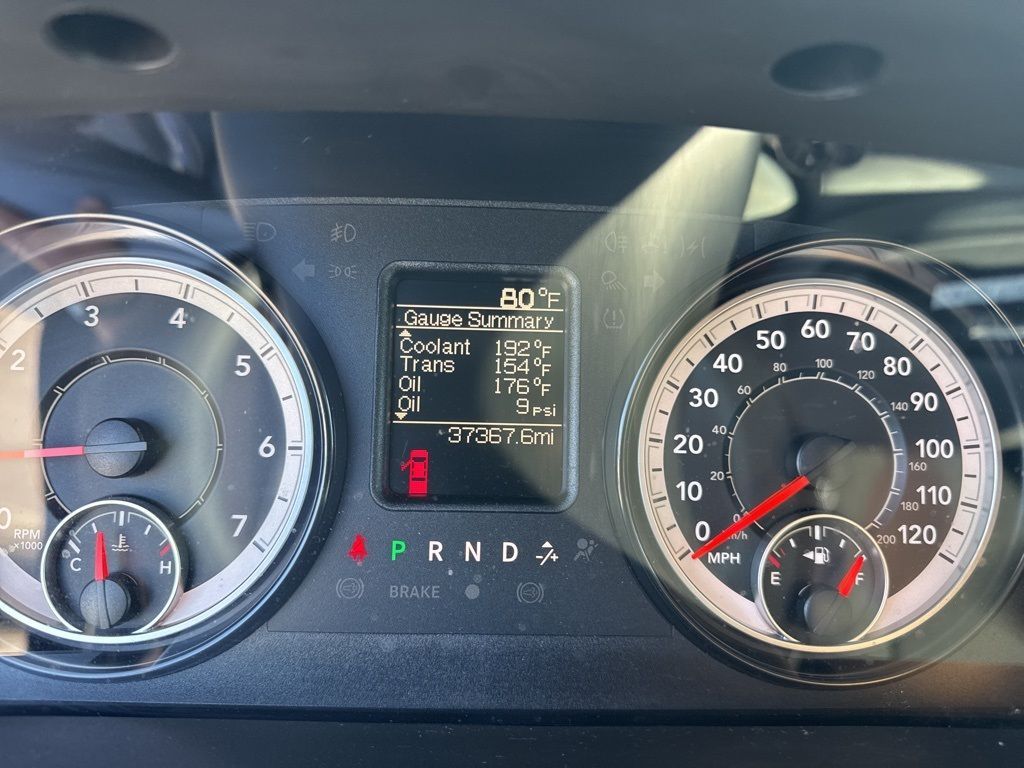 80°F
Gauge Summary
Coolant 192°F
Trans 154°F
Oil 176°F
Oil 9 PSI
37367.6mi
0 2 3 4 5 6 7
RPM
x1000
C H
P R N D -/+
BRAKE
0 10 20 30 40 50 60 70 80 90 100 110 120
MPH
0 20 40 60 80 100 120 140 160 180 200
E F